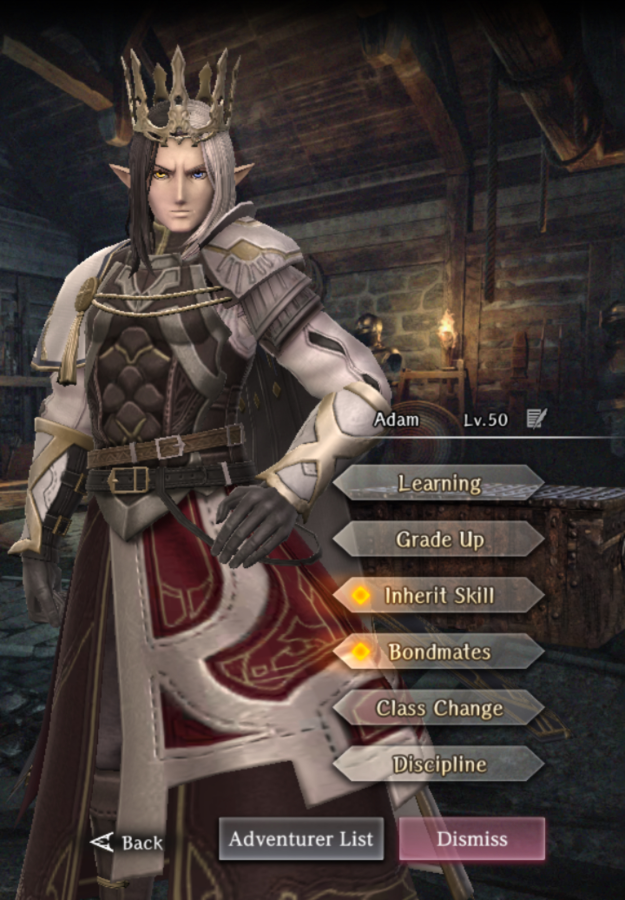 Adam Lv.50
Learning
Grade Up
Inherit Skill
Bondmates
Class Change
Discipline
Back Adventurer List Dismiss